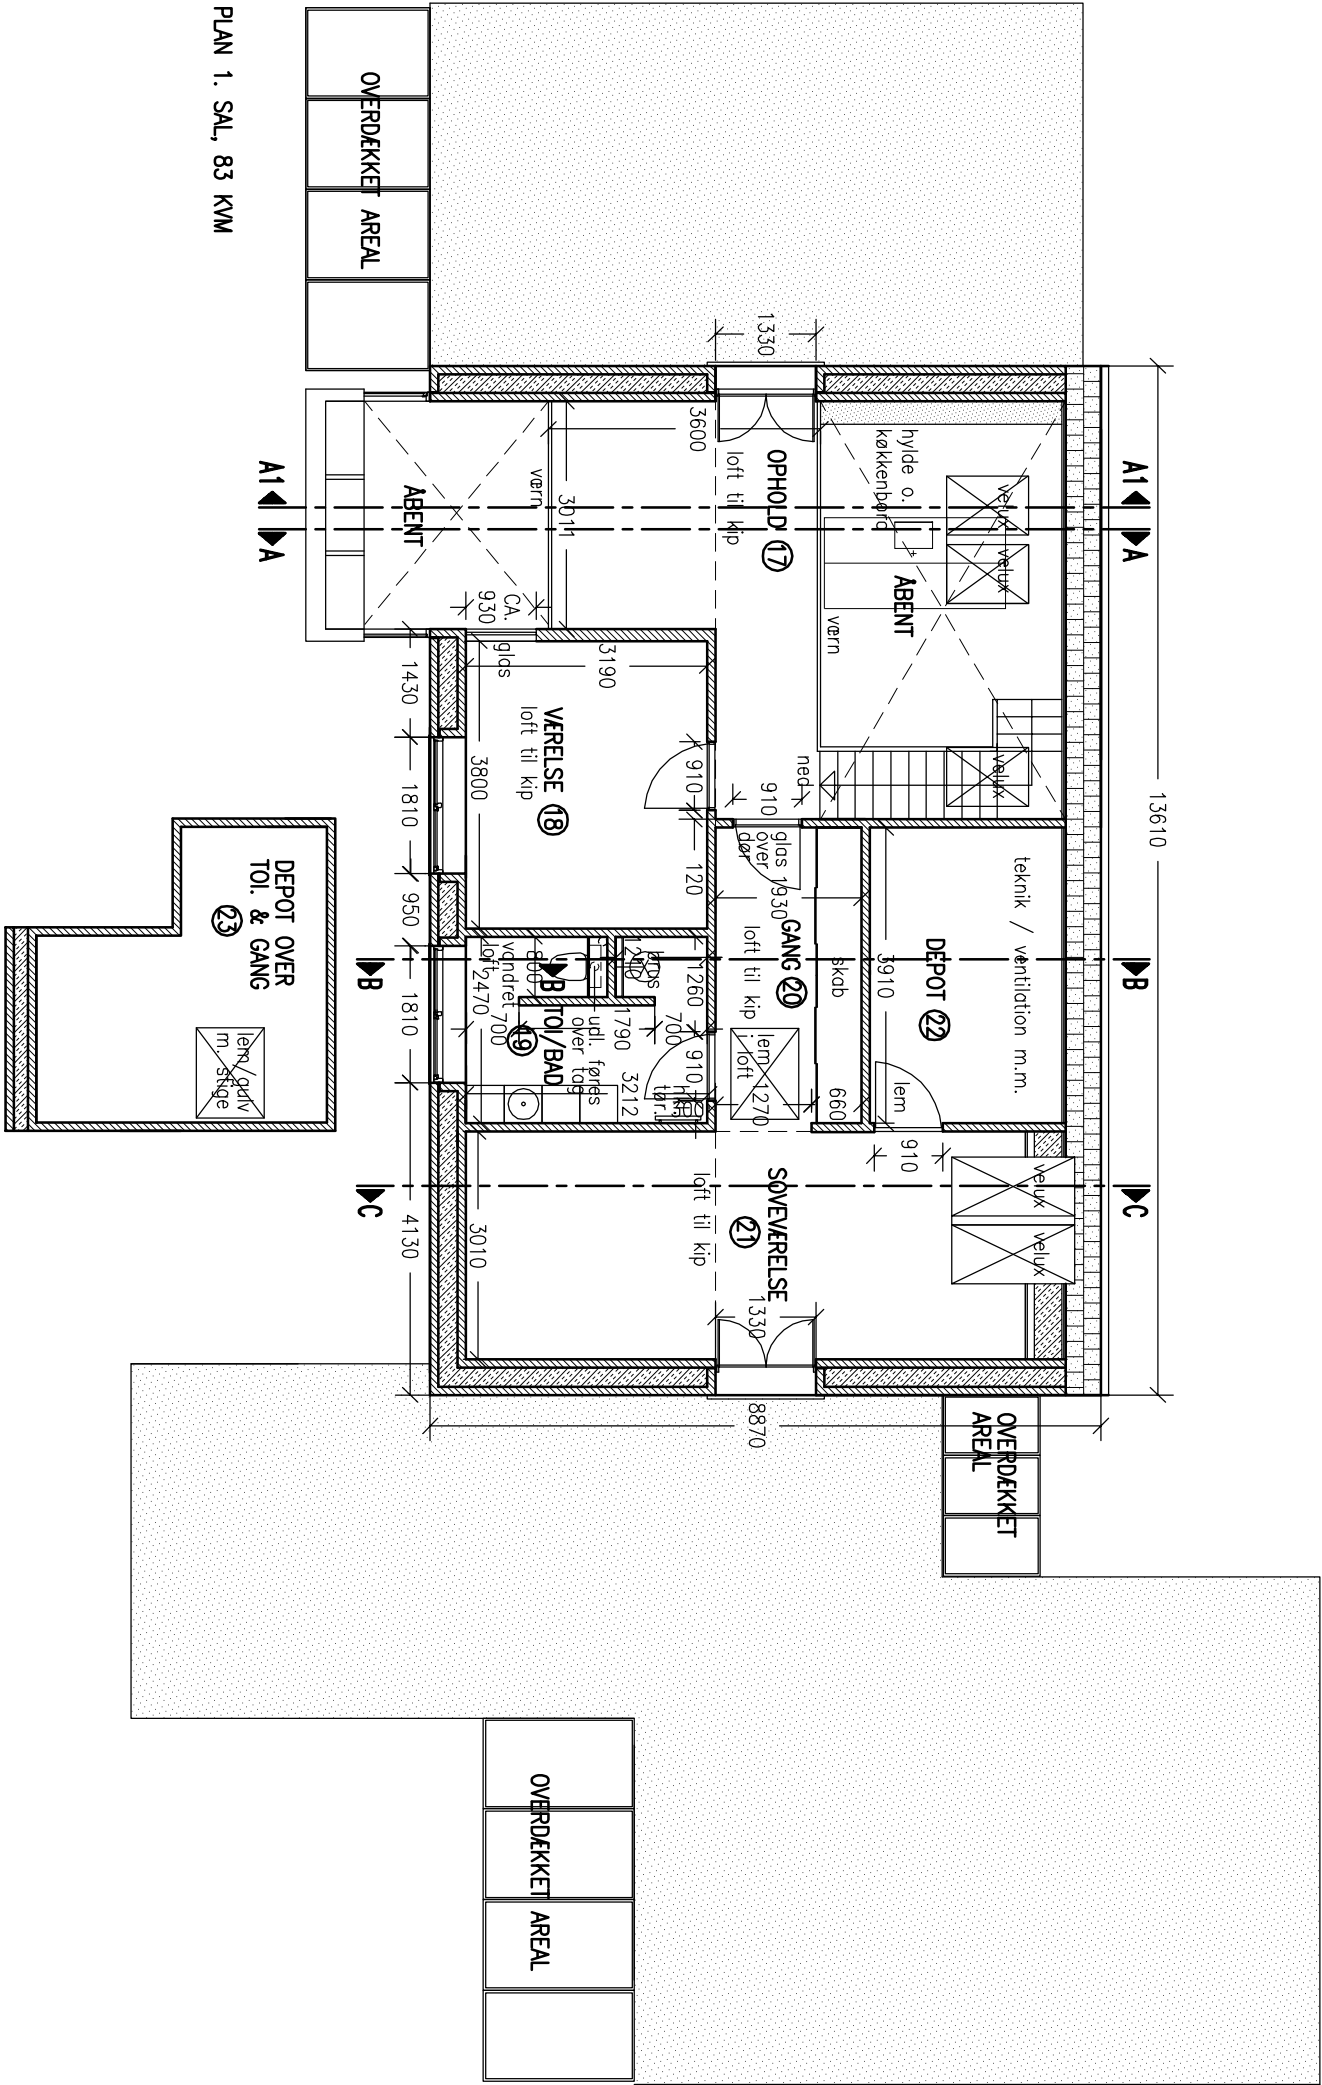 PLAN 1. SAL, 83 KVM
OVERDÆKKET AREAL
13610
A1
A
B
C
velux
velux
velux
velux
velux
hylde o.
køkkenbord
ÅBENT
værn
1330
3600
OPHOLD 17
loft til kip
ned
910
3011
værn
ÅBENT
CA.
930
glas
A1
A
teknik / ventilation m.m.
DEPOT 22
3910
lem
910
skab
660
glas
over
dør
1930
GANG 20
loft til kip
lem
i loft
1270
3190
VÆRELSE 18
loft til kip
910
120
3800
1260
brus
1200
800
B
TOI/BAD
19
vandret
loft
2470
700
1790
700
910
udl. føres
over tag
3212
SOVEVÆRELSE
21
loft til kip
1330
3010
8870
1430
1810
950
1810
4130
B
C
DEPOT OVER
TOI. & GANG
23
lem/gulv
m. stige
OVERDÆKKET
AREAL
OVERDÆKKET AREAL